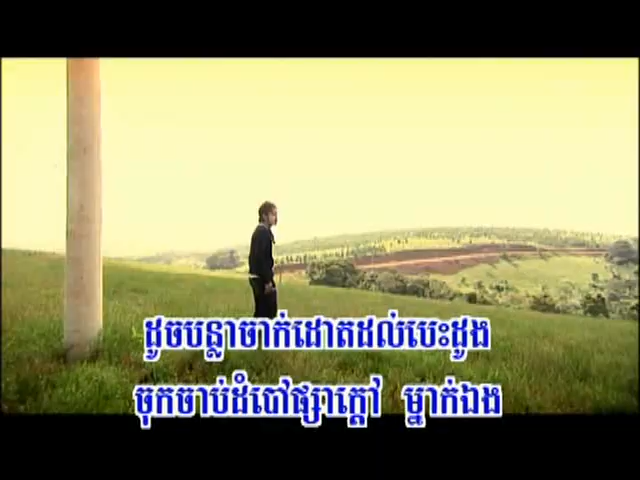 ដូចបន្លាចាក់ដោតដល់បេះដូង
ចុកចាប់ដំបៅផ្សាក្ដៅ ម្នាក់ឯង